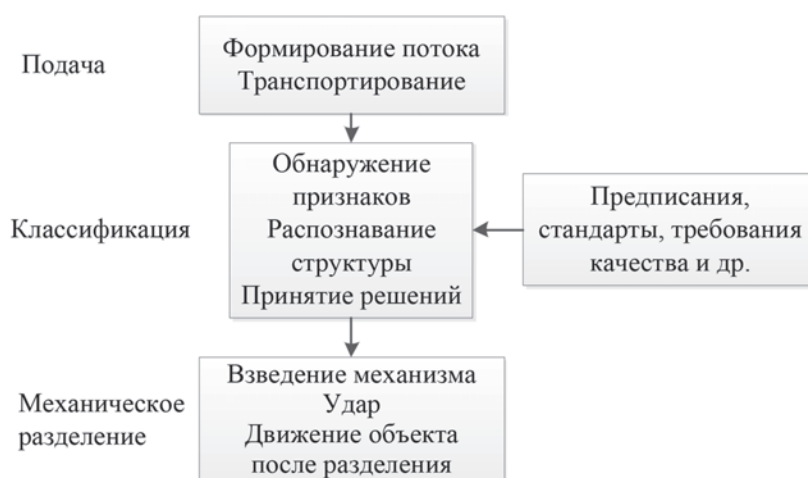 Подача
Формирование потока
Транспортирование
Классификация
Обнаружение
признаков
Распознавание
структуры
Принятие решений
Предписания,
стандарты, требования
качества и др.
Механическое
разделение
Взведение механизма
Удар
Движение объекта
после разделения